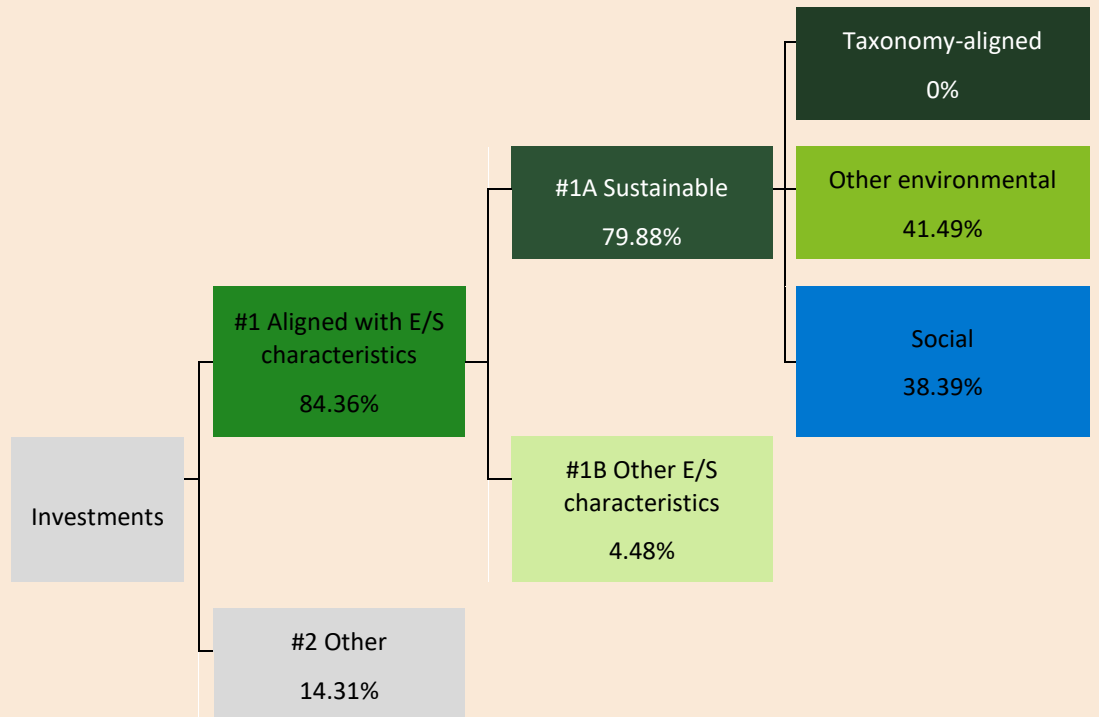 Taxonomy-aligned
0%
#1A Sustainable
79.88%
Other environmental
41.49%
#1 Aligned with E/S
characteristics
84.36%
Social
38.39%
Investments
#1B Other E/S
characteristics
4.48%
#2 Other
14.31%